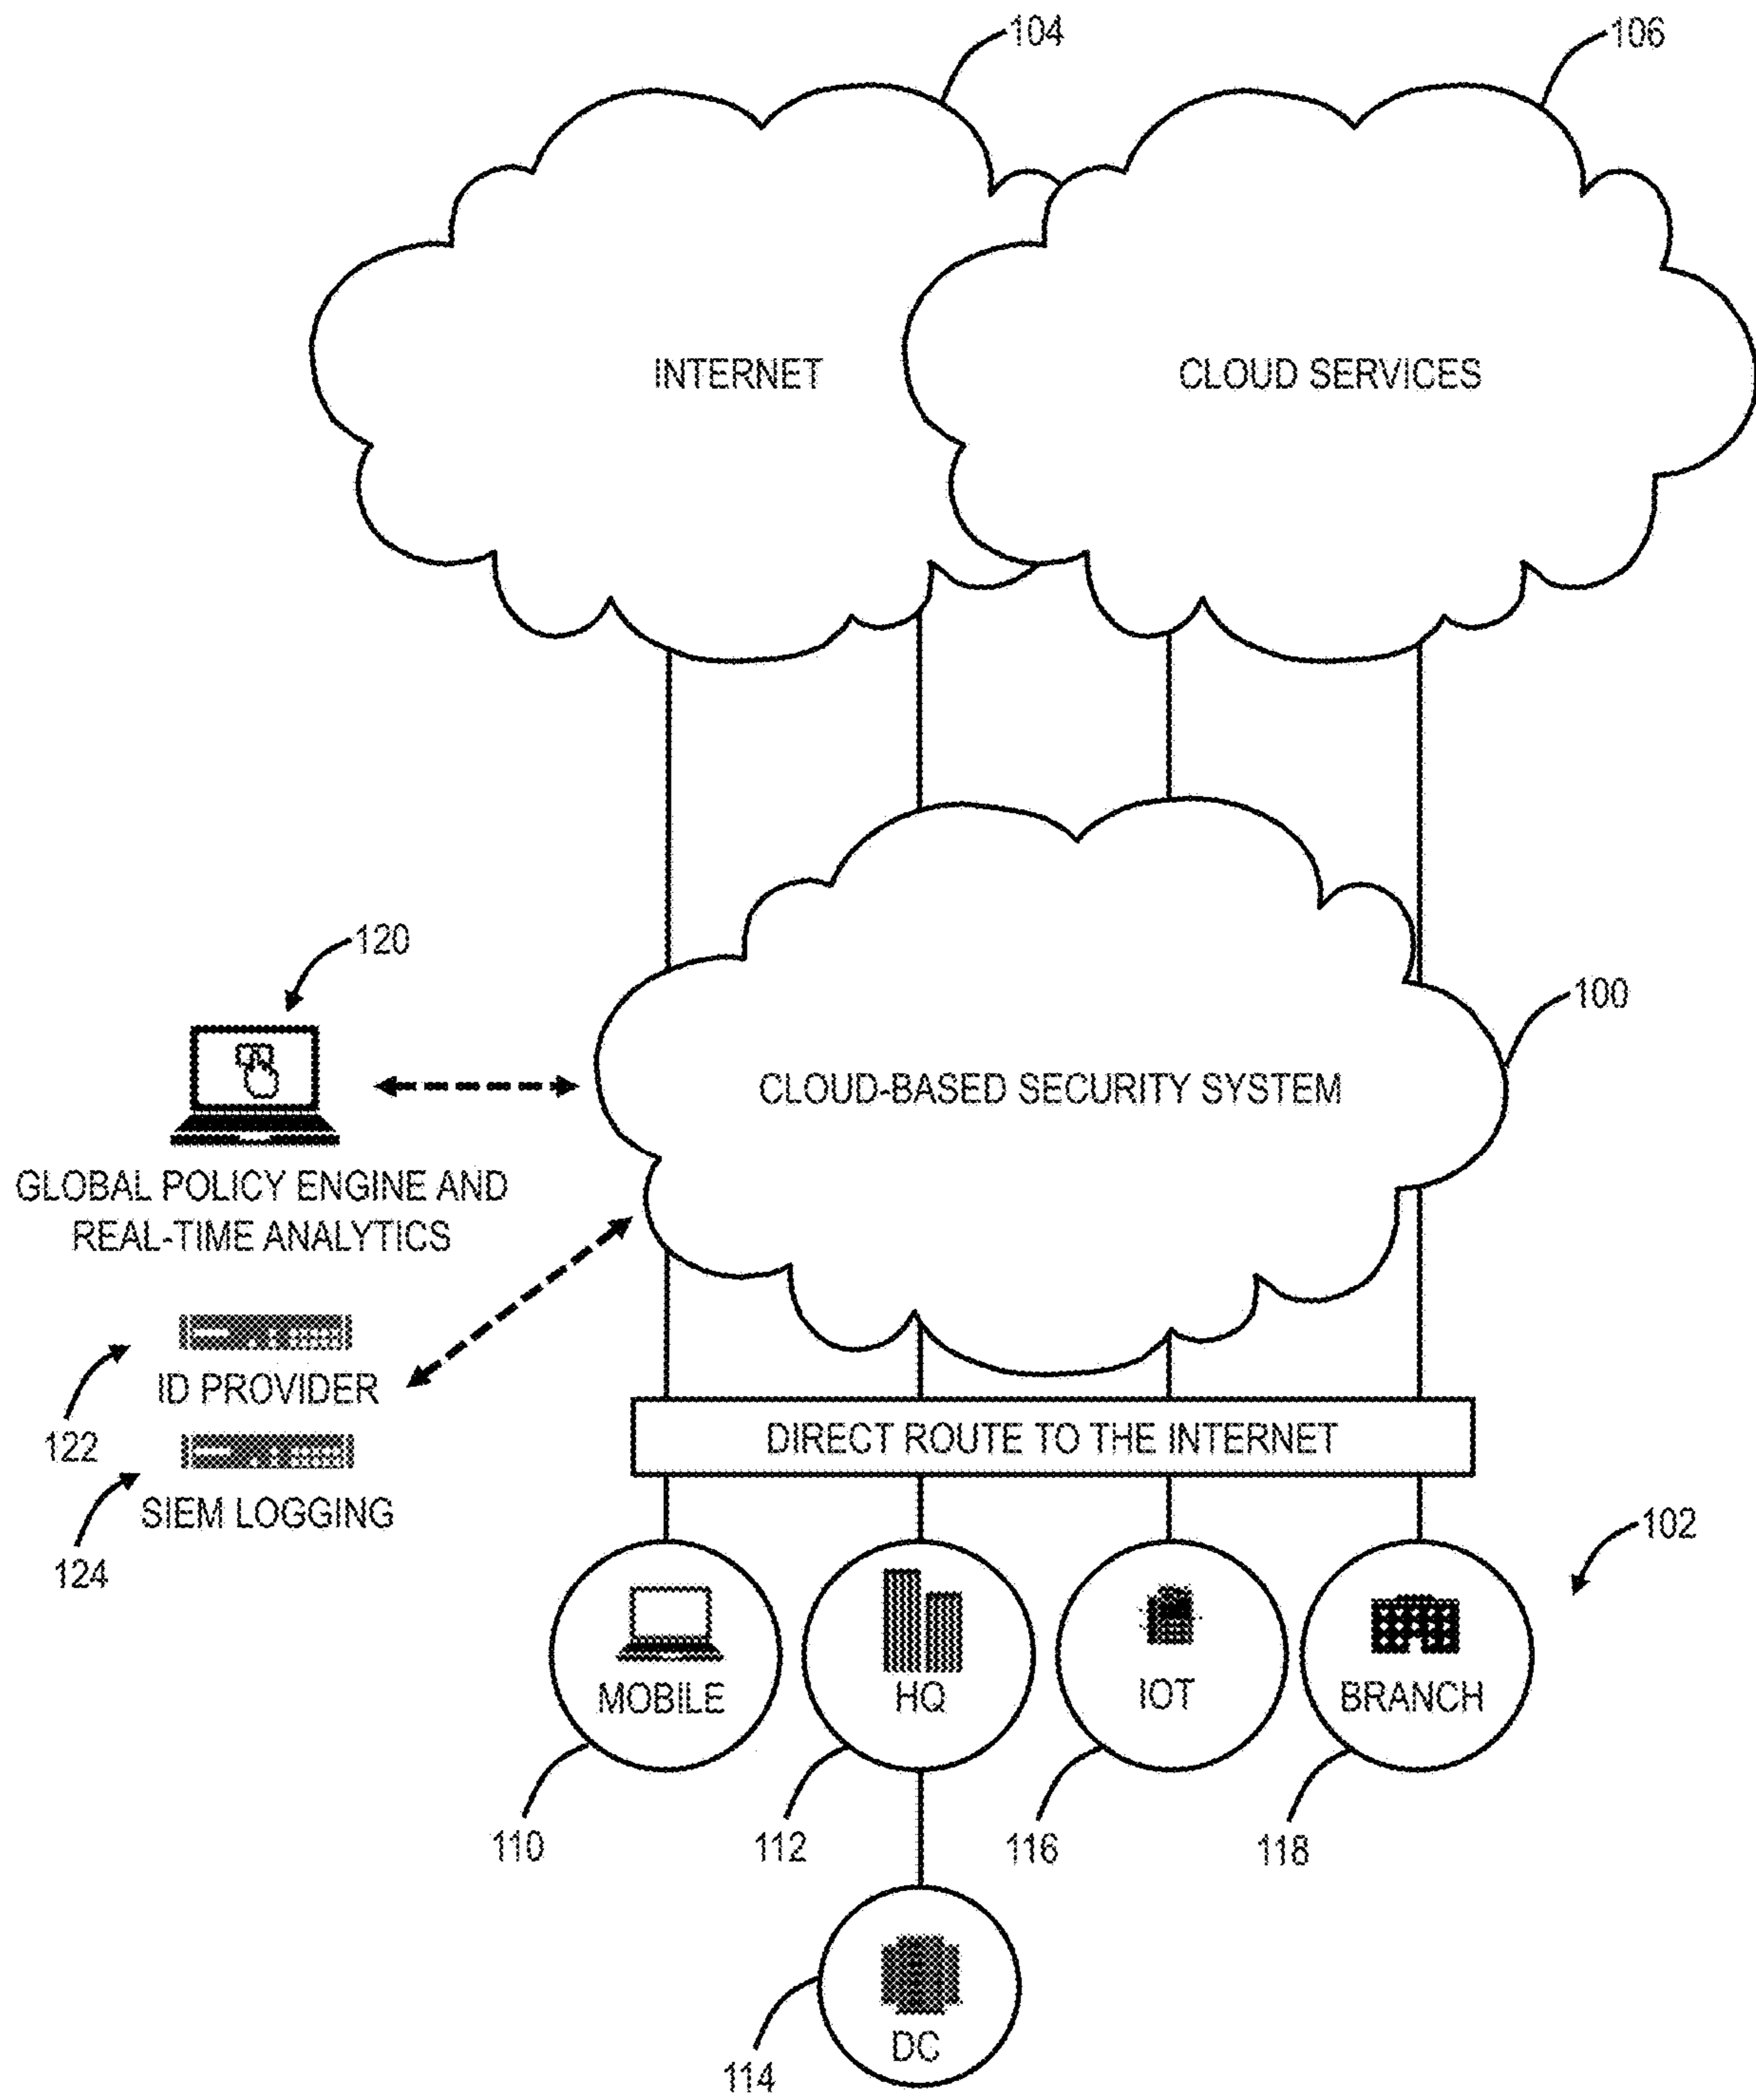 104
106
INTERNET
CLOUD SERVICES
120
100
CLOUD-BASED SECURITY SYSTEM
GLOBAL POLICY ENGINE AND
REAL-TIME ANALYTICS
ID PROVIDER
122
DIRECT ROUTE TO THE INTERNET
SIEM LOGGING
124
102
MOBILE
HQ
IOT
BRANCH
110
112
116
118
DC
114